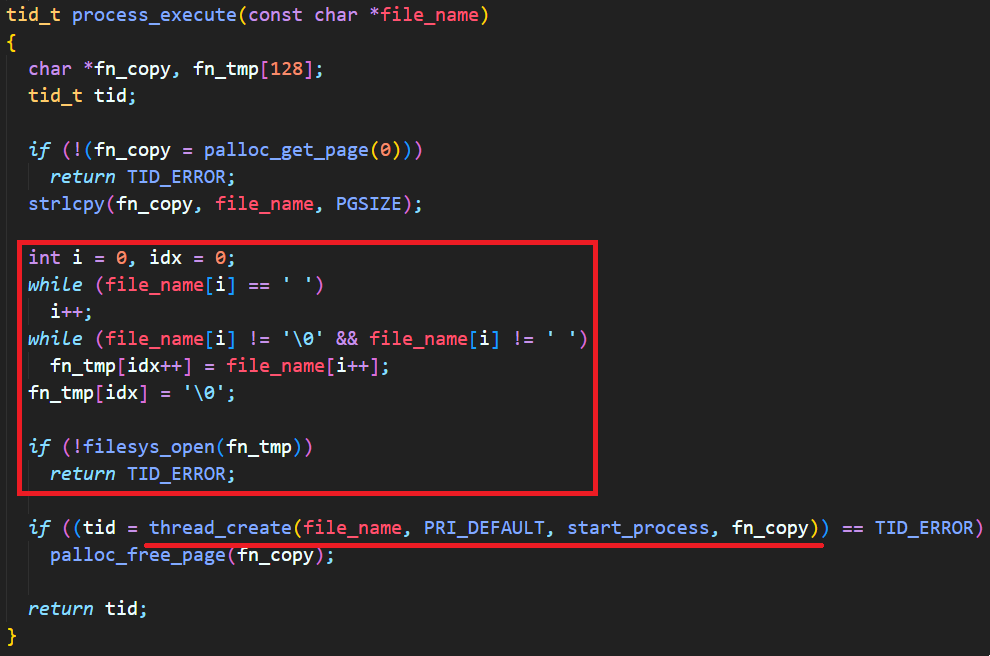 tid_t process_execute(const char *file_name)
{
  char *fn_copy, fn_tmp[128];
  tid_t tid;

  if (!(fn_copy = palloc_get_page(0)))
    return TID_ERROR;
  strlcpy(fn_copy, file_name, PGSIZE);

  int i = 0, idx = 0;
  while (file_name[i] == ' ')
    i++;
  while (file_name[i] != '\0' && file_name[i] != ' ')
    fn_tmp[idx++] = file_name[i++];
  fn_tmp[idx] = '\0';

  if (!filesys_open(fn_tmp))
    return TID_ERROR;

  if ((tid = thread_create(file_name, PRI_DEFAULT, start_process, fn_copy)) == TID_ERROR)
    palloc_free_page(fn_copy);

  return tid;
}